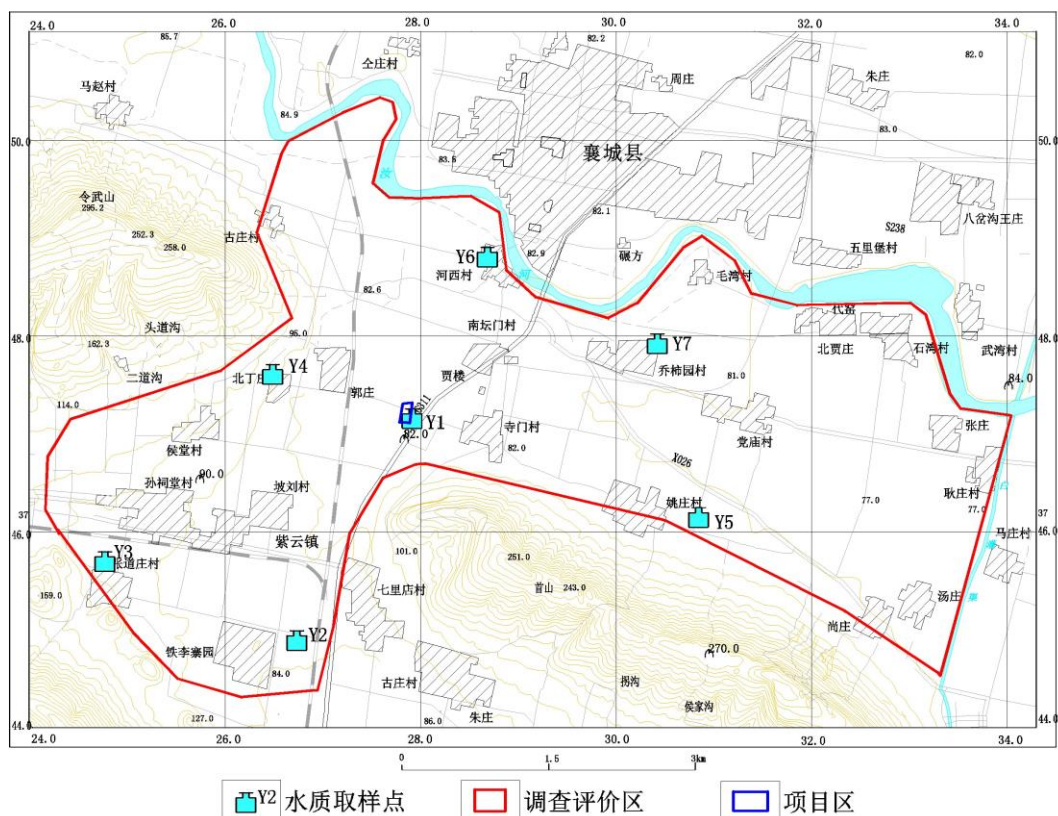 24.0 26.0 28.0 30.0 32.0 34.0
85.7
仝庄村
82.2
周庄
朱庄
82.0
马赵村
84.9
83.0
50.0
83.8
襄城县
50.0
令武山
295.2
252.3
258.0
古庄村
82.1
S238
八岔沟王庄
Y6
82.9
碾方
五里堡村
河西村
河
毛湾村
82.6
头道沟
162.3
95.0
南坛门村
代窑
48.0
48.0
二道沟
Y4
北丁庄
郭庄
贾楼
Y7
乔柿园村
北贾庄
石湾村
武湾村
84.0
81.0
114.0
Y1
82.0
寺门村
82.0
党庙村
张庄
侯堂村
X026
孙祠堂村
90.0
坡刘村
姚庄村
77.0
耿庄村
77.0
37
46.0
紫云镇
Y5
37
46.0
马庄村
Y3
张道庄村
101.0
251.0
首山
243.0
159.0
七里店村
汤庄
Y2
尚庄
铁李寨园
84.0
270.0
古庄村
拐沟
侯家沟
127.0
朱庄
86.0
44.0
44.0
24.0 26.0 28.0 30.0 32.0 34.0
0 1.5 3km
Y2 水质取样点 调查评价区 项目区